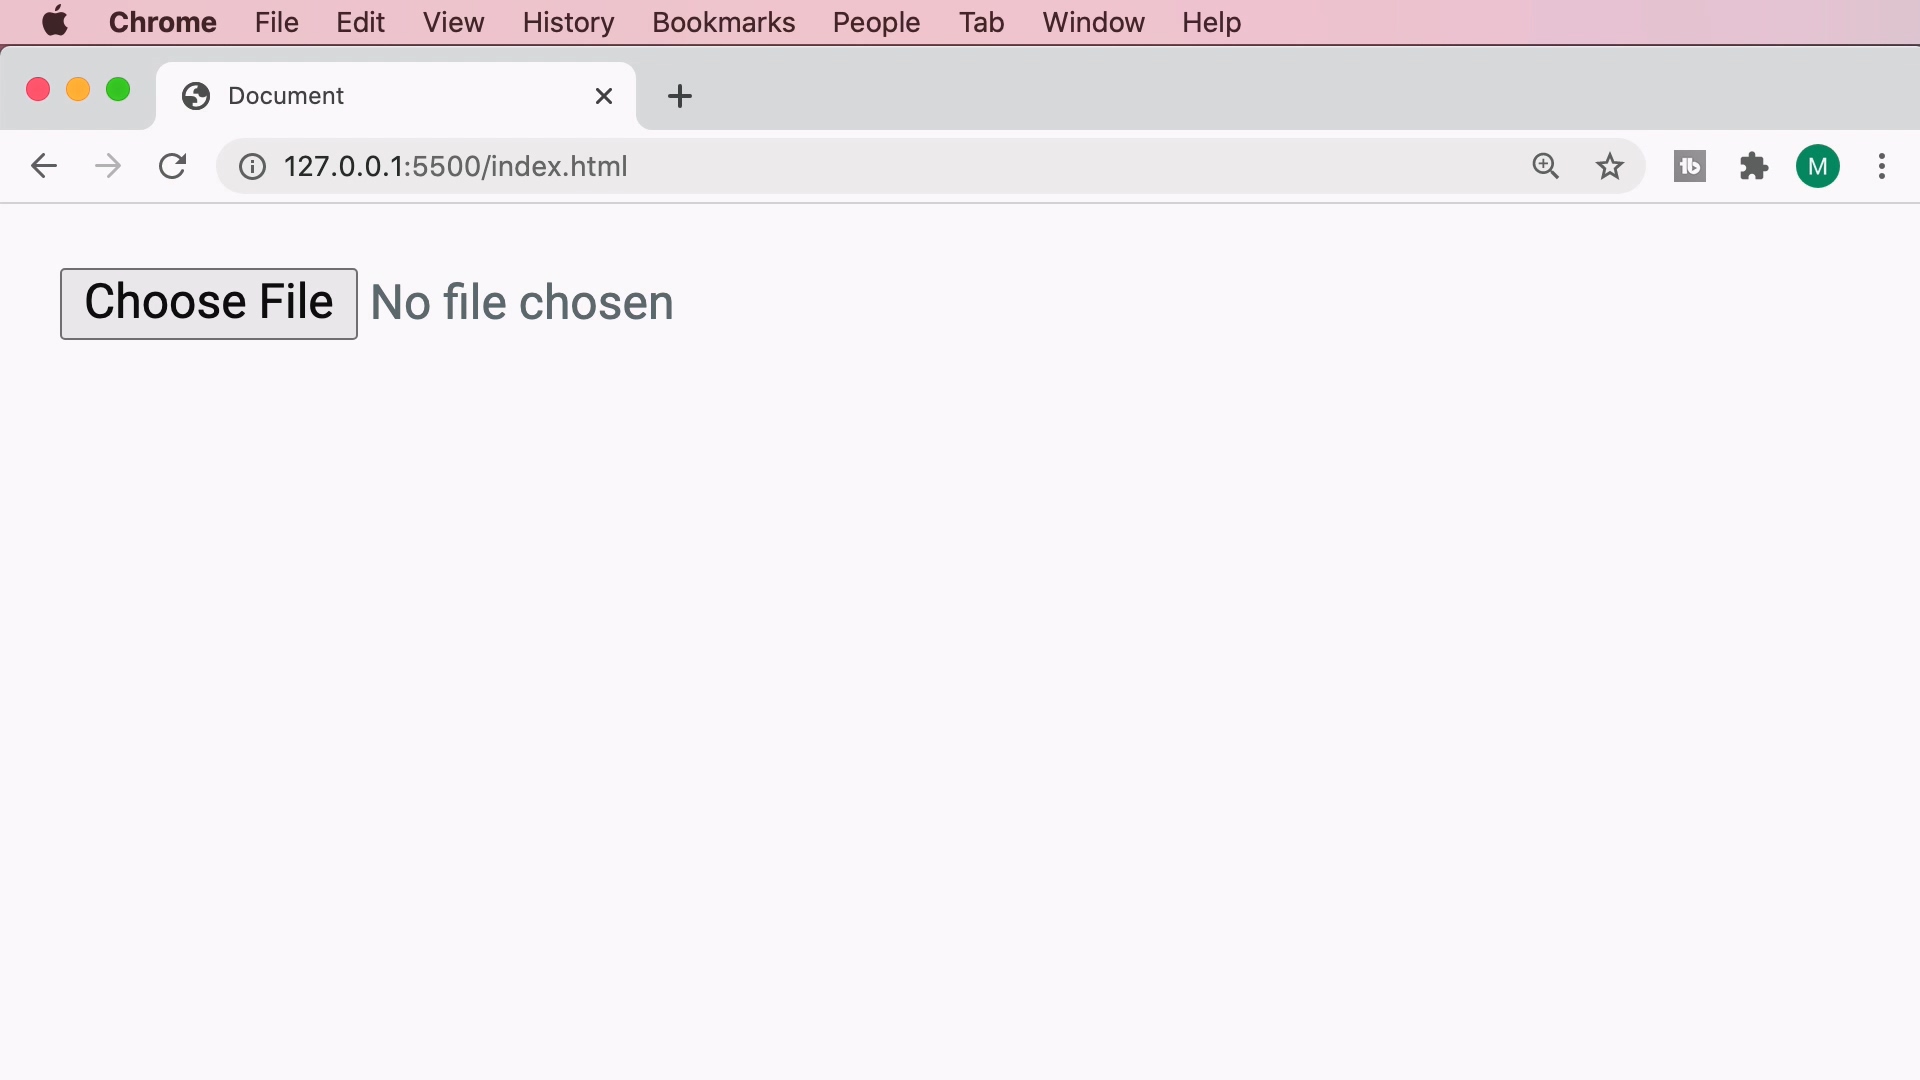 Chrome File Edit View History Bookmarks People Tab Window Help
Document
127.0.0.1:5500/index.html
M
Choose File No file chosen